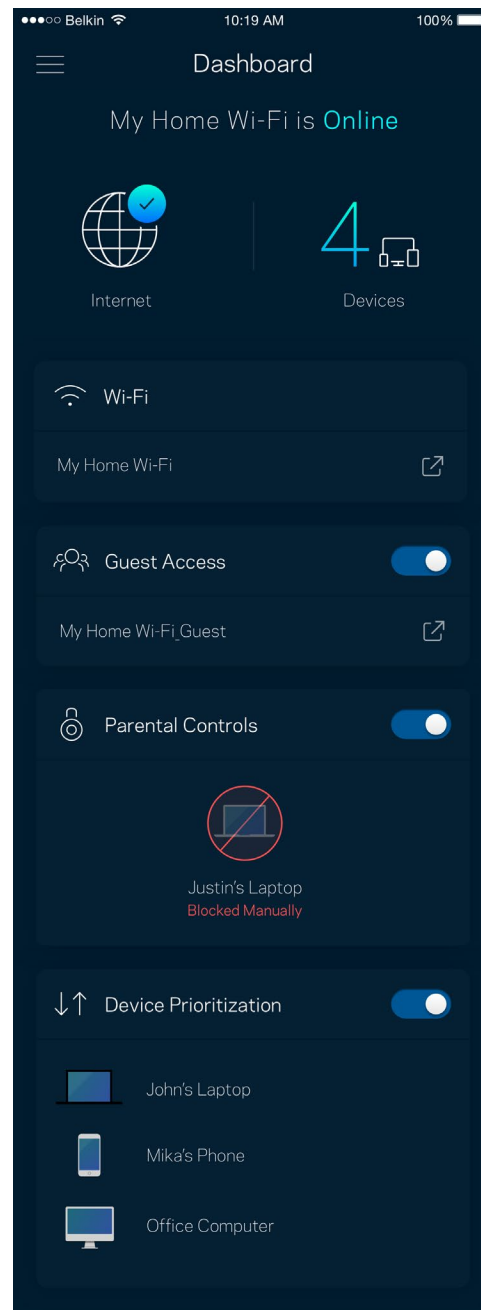 Belkin 10:19 AM 100%
Dashboard
My Home Wi-Fi is Online
4
Internet Devices
Wi-Fi
My Home Wi-Fi
Guest Access
My Home Wi-Fi_Guest
Parental Controls
Justin's Laptop
Blocked Manually
Device Prioritization
John's Laptop
Mika's Phone
Office Computer